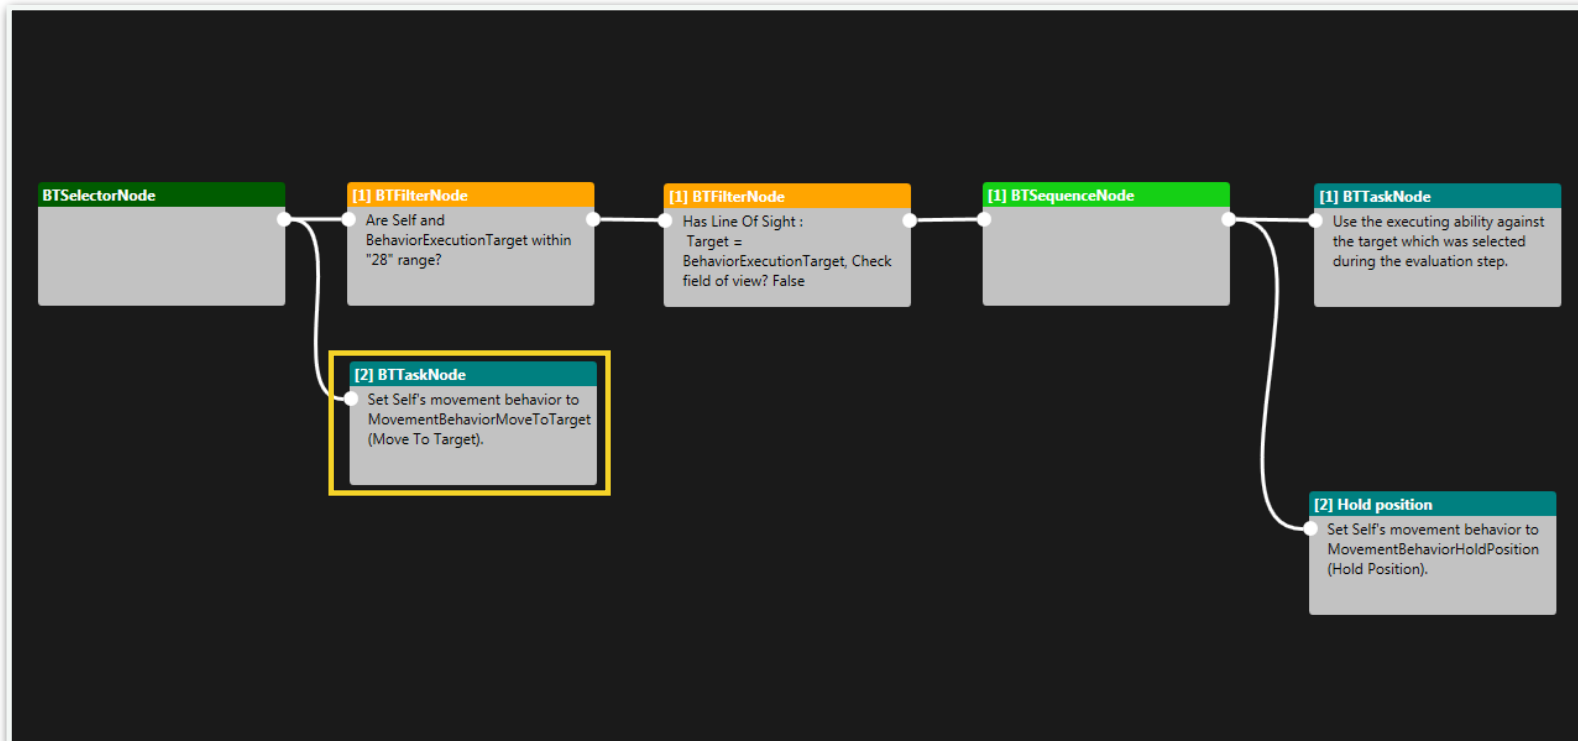 BTSelectorNode
[1] BTFilterNode
Are Self and
BehaviorExecutionTarget within
"28" range?
[1] BTFilterNode
Has Line Of Sight :
Target =
BehaviorExecutionTarget, Check
field of view? False
[1] BTSequenceNode
[1] BTTaskNode
Use the executing ability against
the target which was selected
during the evaluation step.
[2] BTTaskNode
Set Self's movement behavior to
MovementBehaviorMoveToTarget
(Move To Target).
[2] Hold position
Set Self's movement behavior to
MovementBehaviorHoldPosition
(Hold Position).